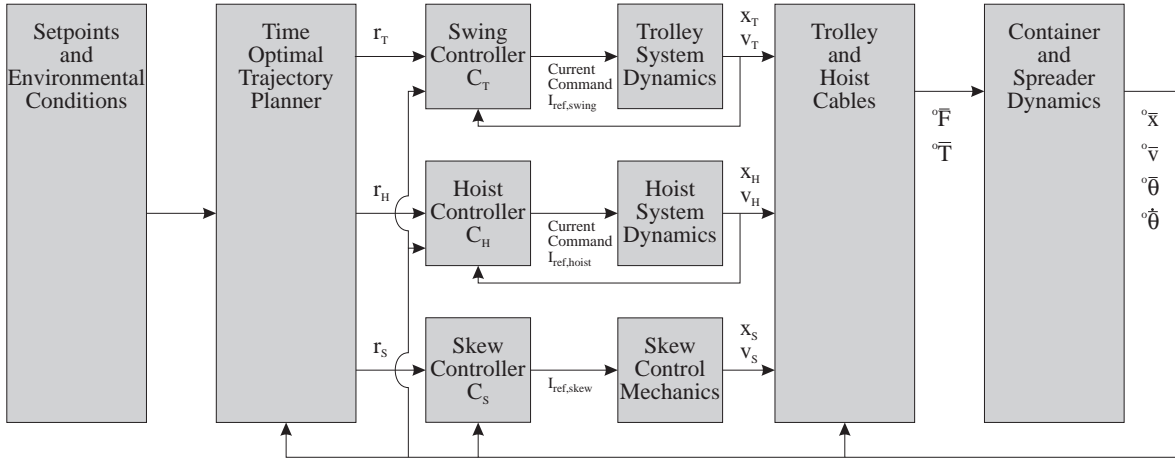 Setpoints
and
Environmental
Conditions
Time
Optimal
Trajectory
Planner
r_T
Swing
Controller
C_T
Current
Command
I_ref,swing
Trolley
System
Dynamics
x_T
v_T
r_H
Hoist
Controller
C_H
Current
Command
I_ref,hoist
Hoist
System
Dynamics
x_H
v_H
r_S
Skew
Controller
C_S
I_ref,skew
Skew
Control
Mechanics
x_S
v_S
Trolley
and
Hoist
Cables
°F̅
°T̅
Container
and
Spreader
Dynamics
°x̅
°v̅
°θ̅
°θ̅̇